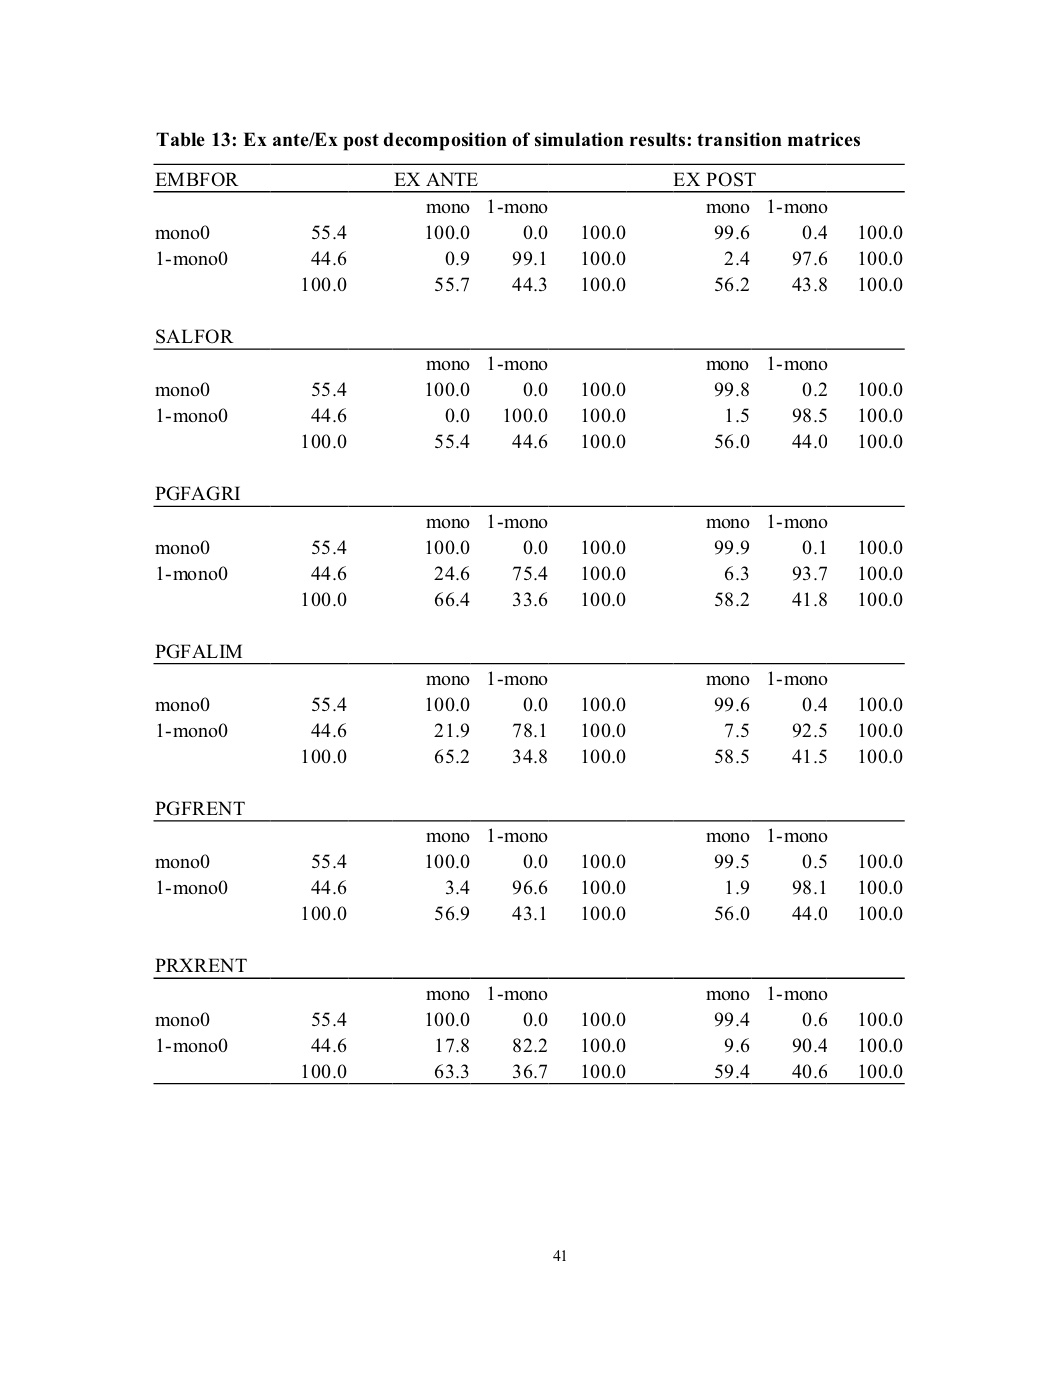 Table 13: Ex ante/Ex post decomposition of simulation results: transition matrices
EMBFOR EX ANTE EX POST
mono 1-mono mono 1-mono
mono0 55.4 100.0 0.0 100.0 99.6 0.4 100.0
1-mono0 44.6 0.9 99.1 100.0 2.4 97.6 100.0
100.0 55.7 44.3 100.0 56.2 43.8 100.0
SALFOR
mono 1-mono mono 1-mono
mono0 55.4 100.0 0.0 100.0 99.8 0.2 100.0
1-mono0 44.6 0.0 100.0 100.0 1.5 98.5 100.0
100.0 55.4 44.6 100.0 56.0 44.0 100.0
PGFAGRI
mono 1-mono mono 1-mono
mono0 55.4 100.0 0.0 100.0 99.9 0.1 100.0
1-mono0 44.6 24.6 75.4 100.0 6.3 93.7 100.0
100.0 66.4 33.6 100.0 58.2 41.8 100.0
PGFALIM
mono 1-mono mono 1-mono
mono0 55.4 100.0 0.0 100.0 99.6 0.4 100.0
1-mono0 44.6 21.9 78.1 100.0 7.5 92.5 100.0
100.0 65.2 34.8 100.0 58.5 41.5 100.0
PGFRENT
mono 1-mono mono 1-mono
mono0 55.4 100.0 0.0 100.0 99.5 0.5 100.0
1-mono0 44.6 3.4 96.6 100.0 1.9 98.1 100.0
100.0 56.9 43.1 100.0 56.0 44.0 100.0
PRXRENT
mono 1-mono mono 1-mono
mono0 55.4 100.0 0.0 100.0 99.4 0.6 100.0
1-mono0 44.6 17.8 82.2 100.0 9.6 90.4 100.0
100.0 63.3 36.7 100.0 59.4 40.6 100.0
41